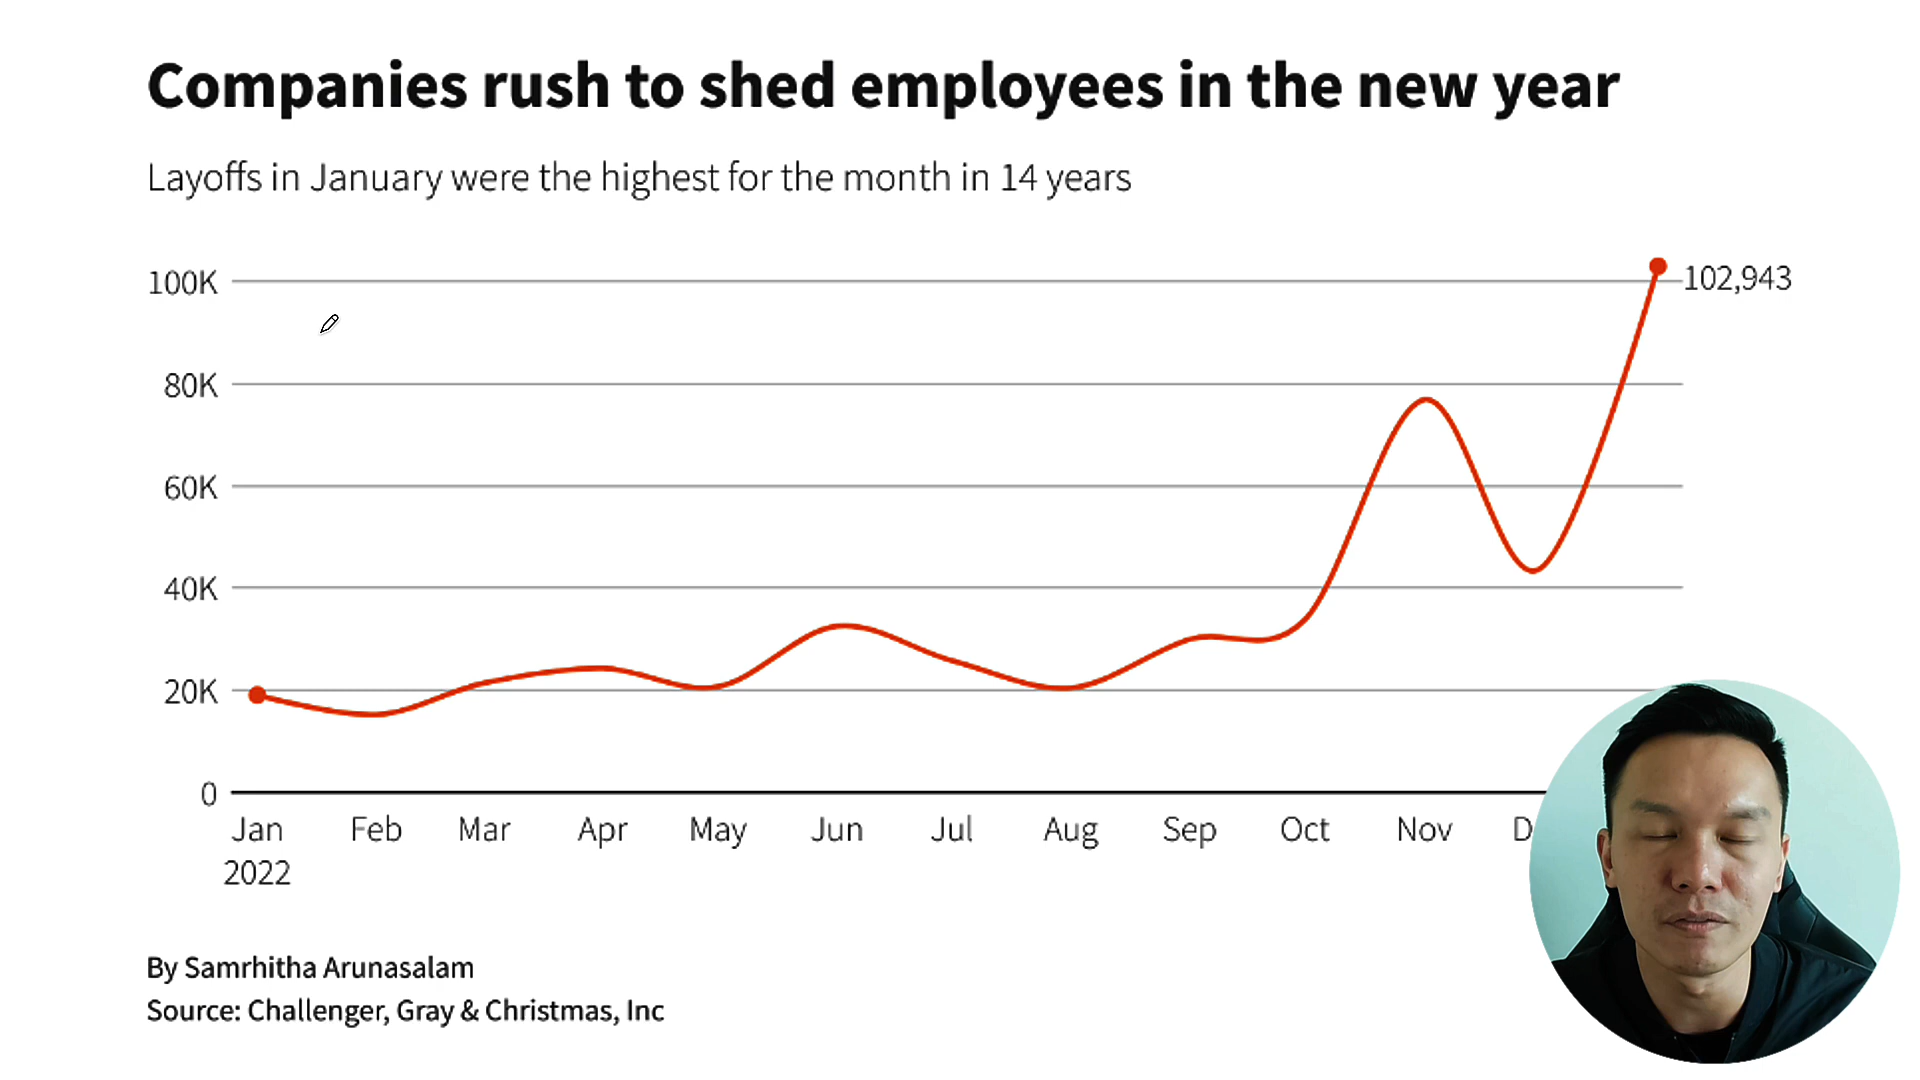 Companies rush to shed employees in the new year
Layoffs in January were the highest for the month in 14 years
100K
102,943
80K
60K
40K
20K
0
Jan Feb Mar Apr May Jun Jul Aug Sep Oct Nov D
2022
By Samrhitha Arunasalam
Source: Challenger, Gray & Christmas, Inc